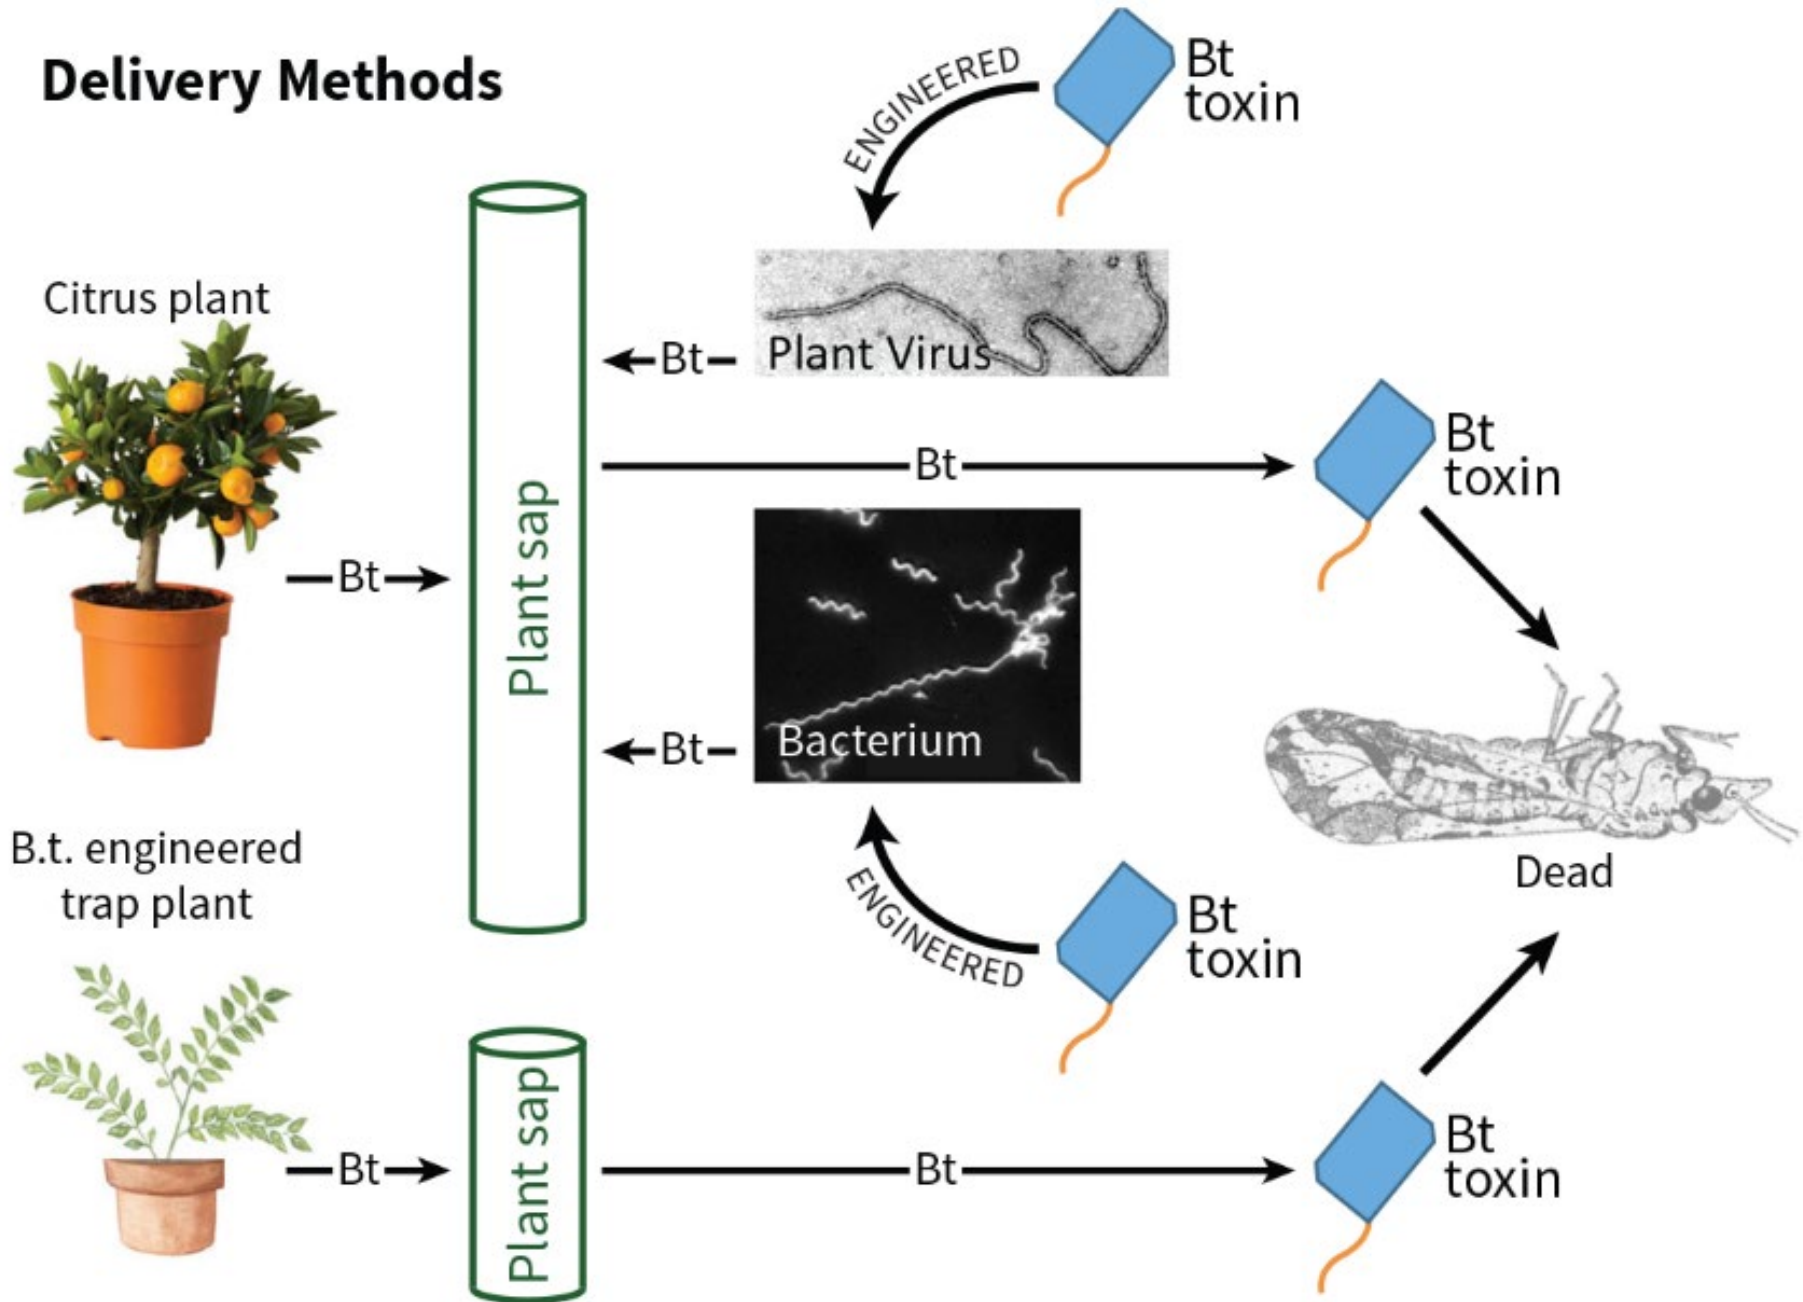 Delivery Methods
ENGINEERED
Bt
toxin
Citrus plant
Bt
Plant Virus
Bt
Bt
toxin
Plant sap
Bt
Bt
Bacterium
Dead
B.t. engineered
trap plant
ENGINEERED
Bt
toxin
Plant sap
Bt
Bt
Bt
toxin